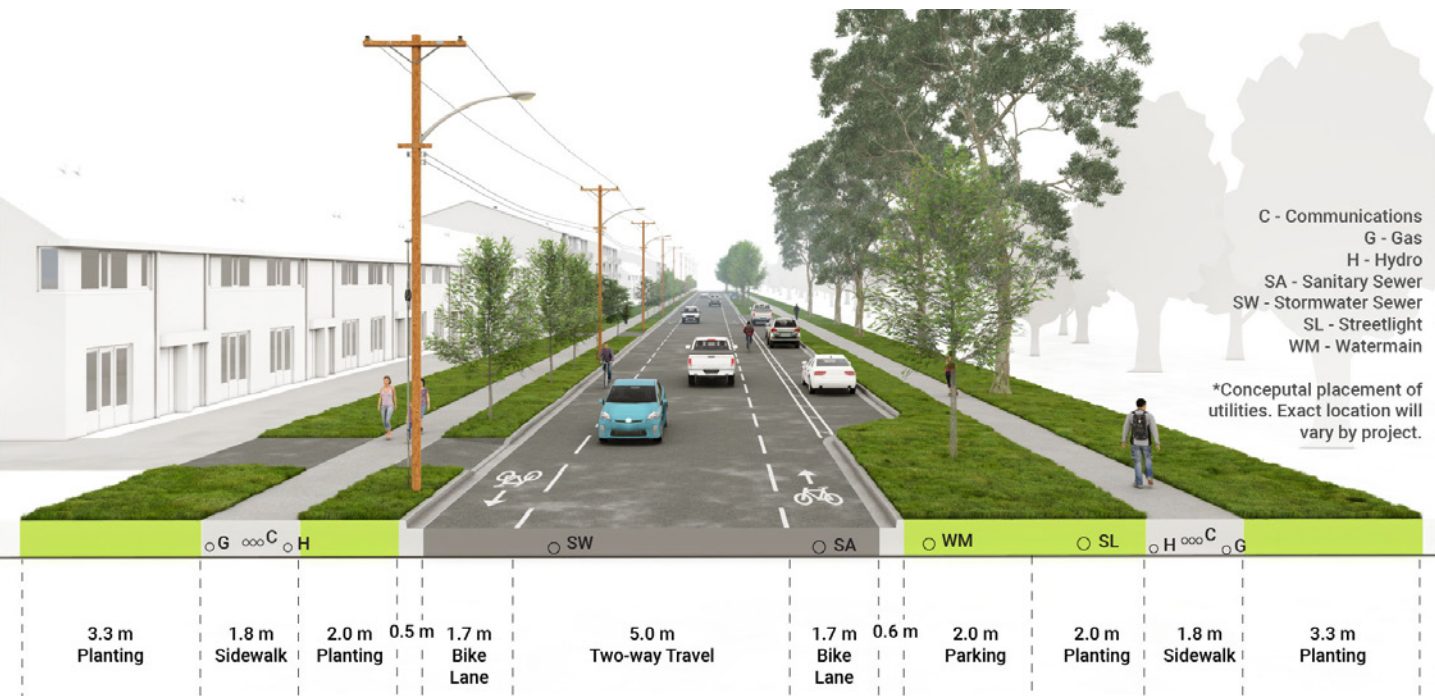 C - Communications
G - Gas
H - Hydro
SA - Sanitary Sewer
SW - Stormwater Sewer
SL - Streetlight
WM - Watermain
*Conceputal placement of
utilities. Exact location will
vary by project.
G C H SW SA WM SL H C G
3.3 m
Planting
1.8 m
Sidewalk
2.0 m
Planting
0.5 m
1.7 m
Bike
Lane
5.0 m
Two-way Travel
1.7 m
Bike
Lane
0.6 m
2.0 m
Parking
2.0 m
Planting
1.8 m
Sidewalk
3.3 m
Planting